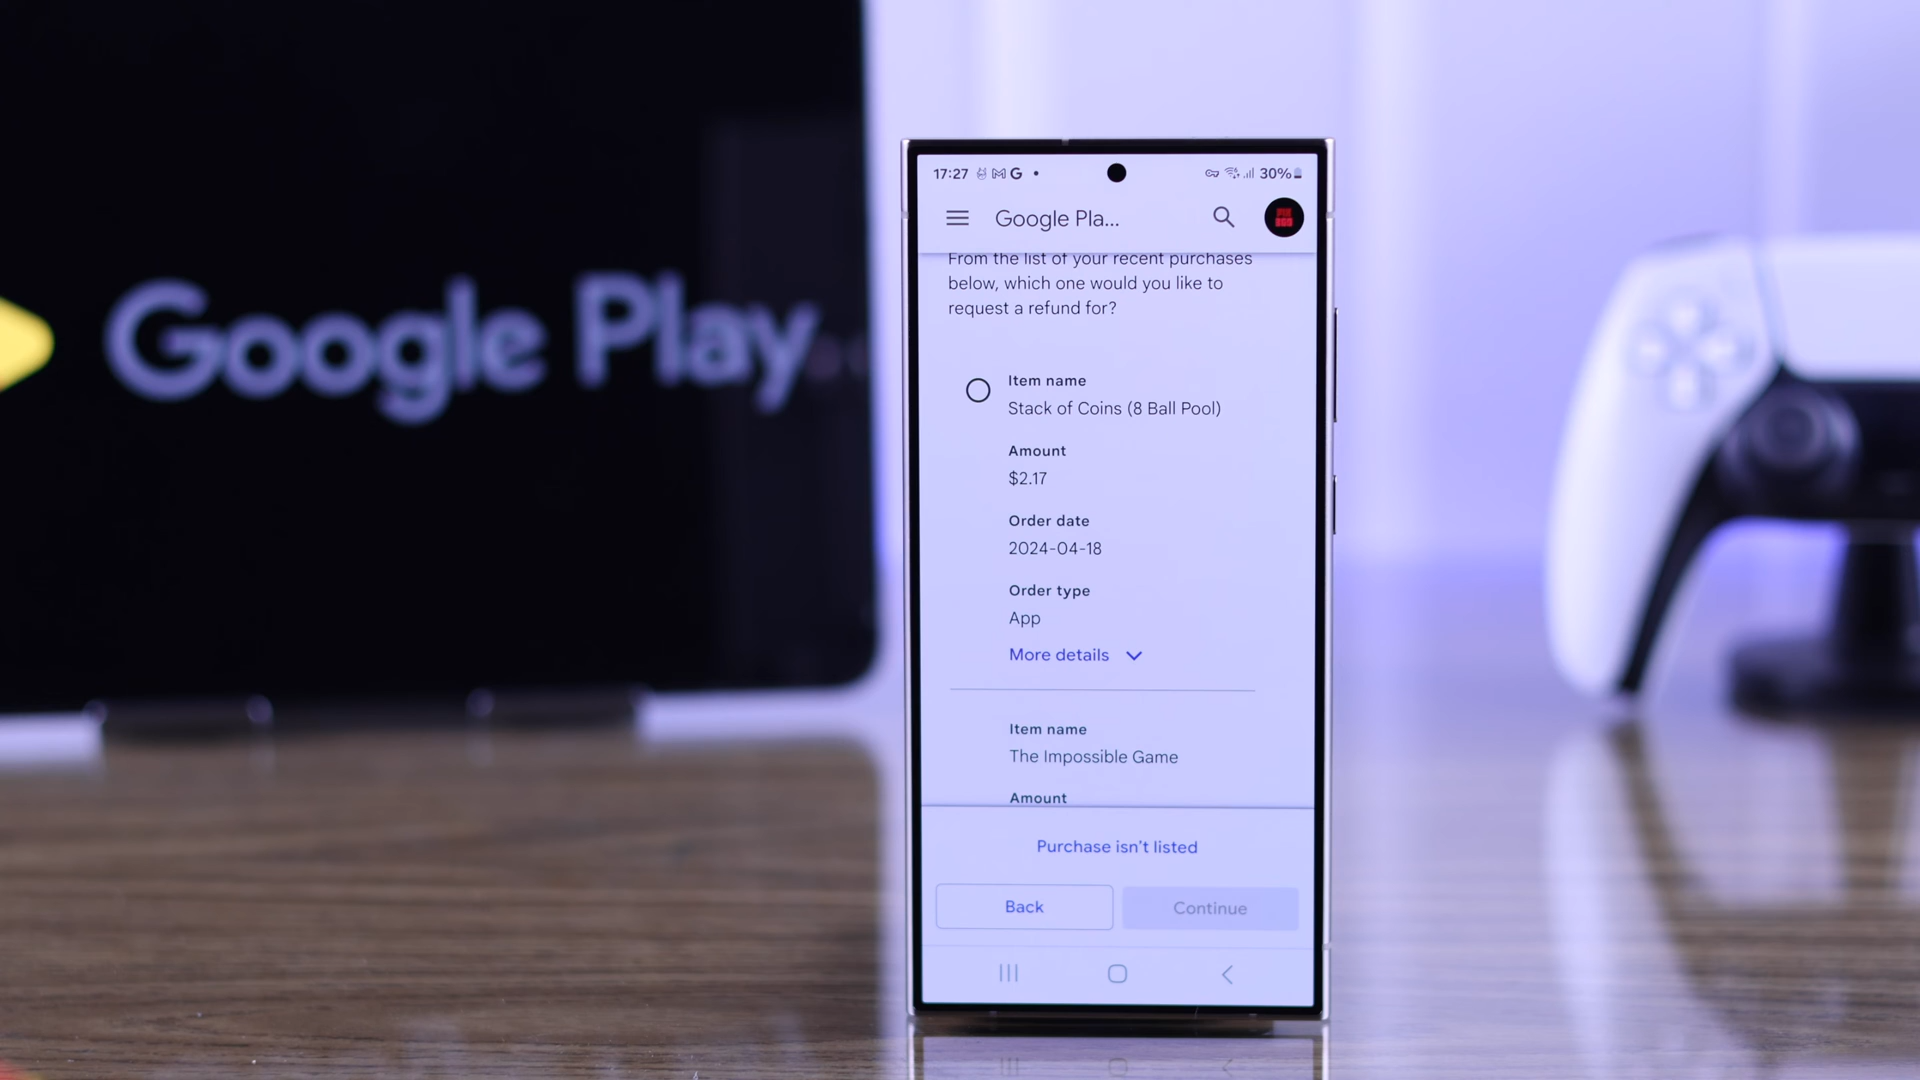 Google Play
17:27
30%
Google Pla...
From the list of your recent purchases
below, which one would you like to
request a refund for?
Item name
Stack of Coins (8 Ball Pool)
Amount
$2.17
Order date
2024-04-18
Order type
App
More details
Item name
The Impossible Game
Amount
Purchase isn't listed
Back
Continue